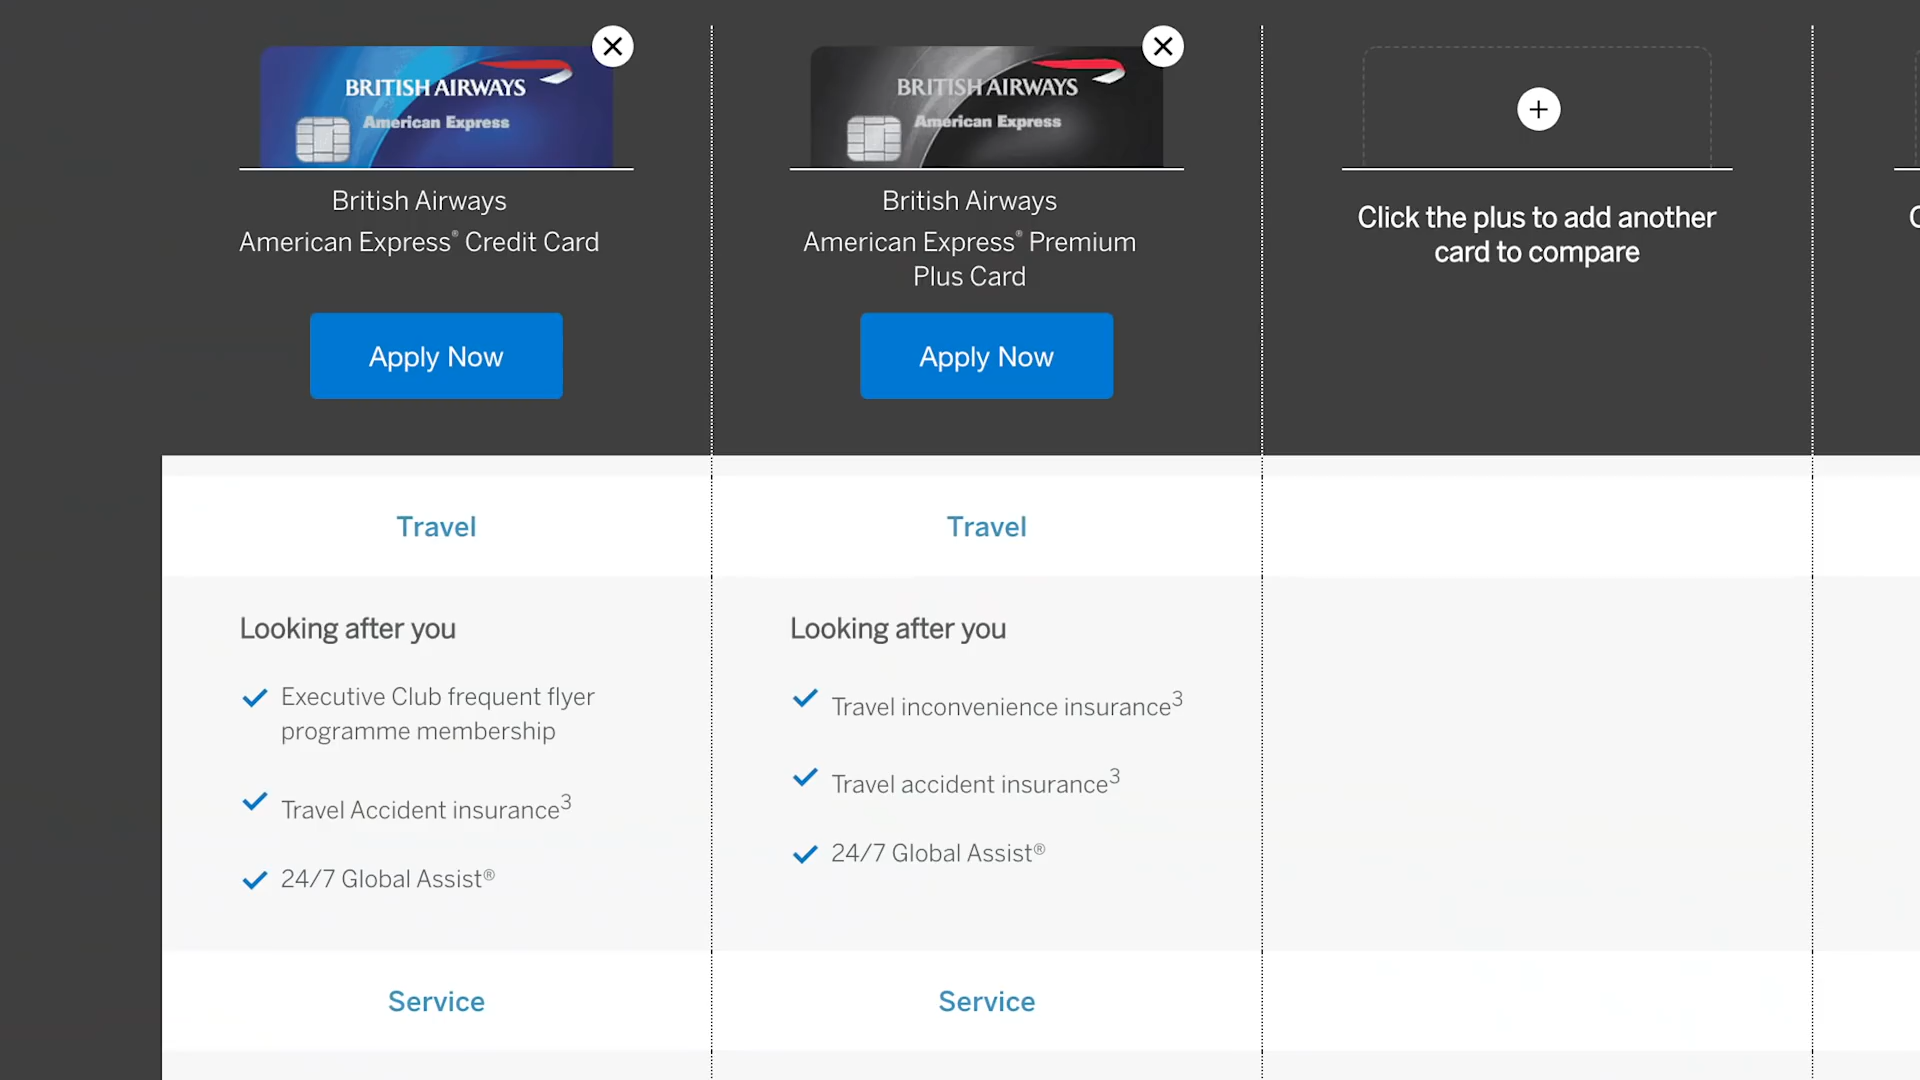 BRITISH AIRWAYS
American Express
British Airways
American Express® Credit Card
Apply Now
BRITISH AIRWAYS
American Express
British Airways
American Express® Premium
Plus Card
Apply Now
Click the plus to add another
card to compare
Travel
Travel
Looking after you
Executive Club frequent flyer
programme membership
Travel Accident insurance3
24/7 Global Assist®
Looking after you
Travel inconvenience insurance3
Travel accident insurance3
24/7 Global Assist®
Service
Service